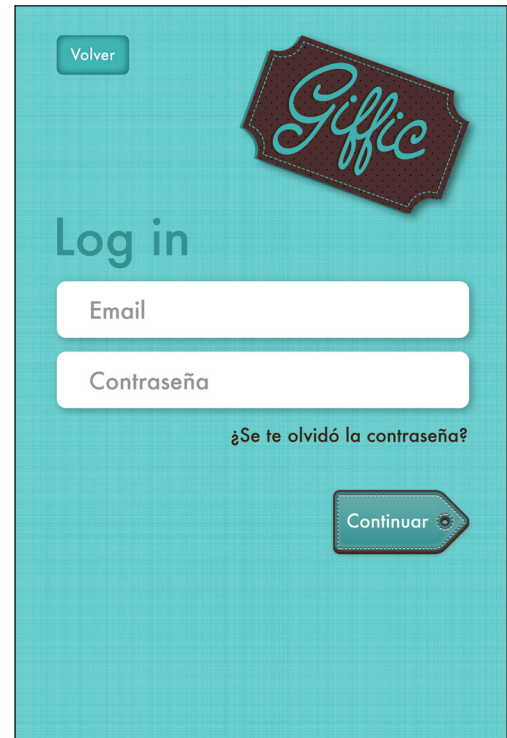 Volver
Giffic
Log in
Email
Contraseña
¿Se te olvidó la contraseña?
Continuar